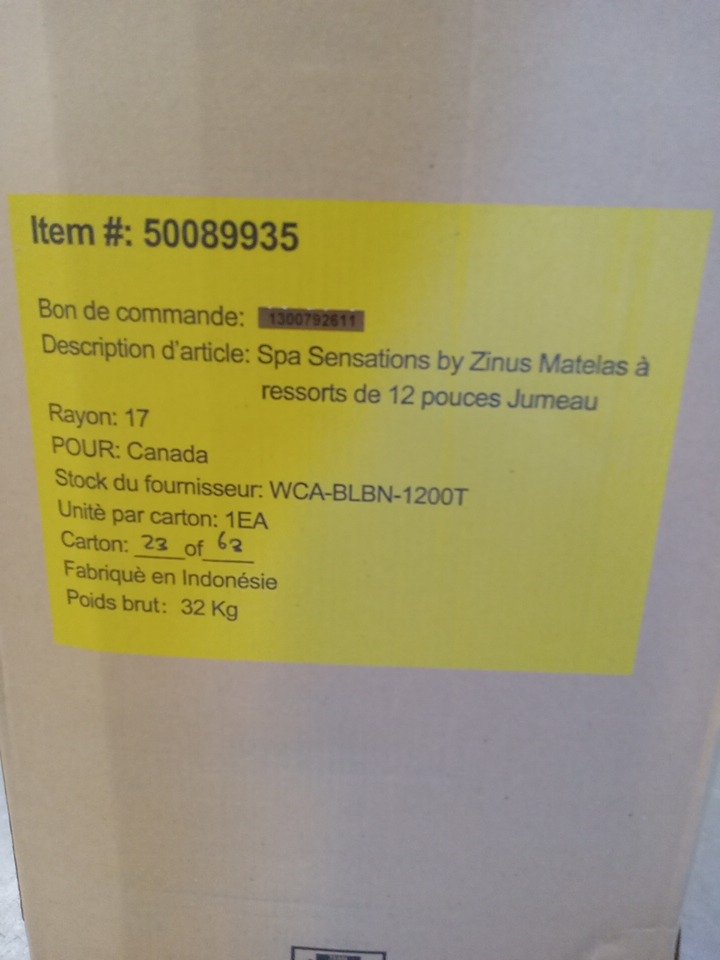 Item #: 50089935
Bon de commande: 1300792611
Description d'article: Spa Sensations by Zinus Matelas à
ressorts de 12 pouces Jumeau
Rayon: 17
POUR: Canada
Stock du fournisseur: WCA-BLBN-1200T
Unitè par carton: 1EA
Carton: 23 of 63
Fabriquè en Indonésie
Poids brut: 32 Kg